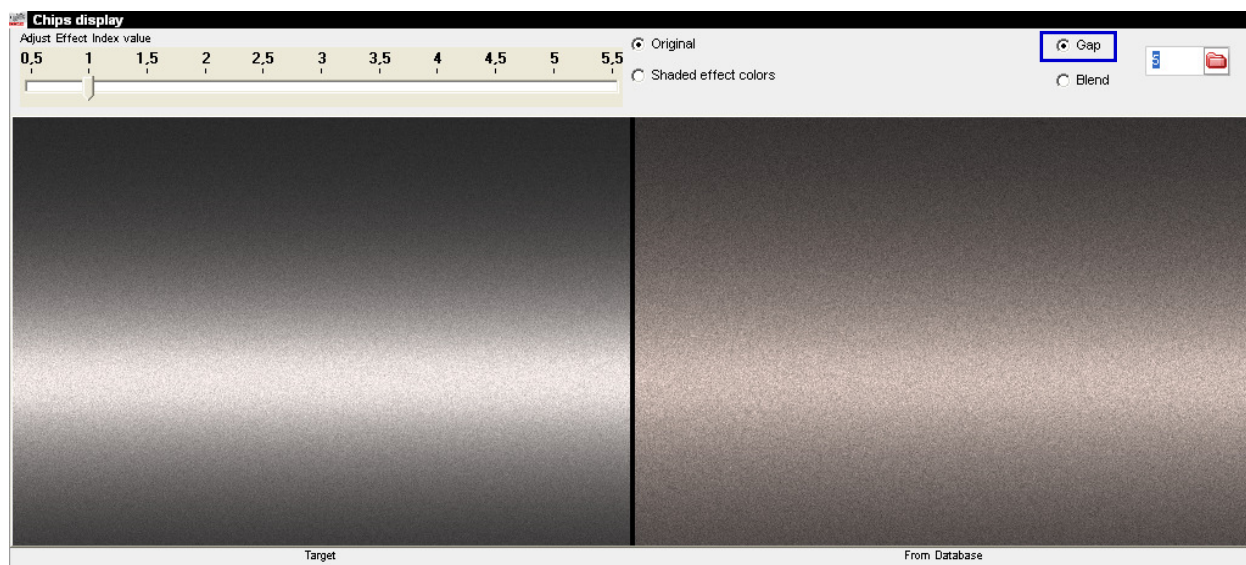 Chips display
Adjust Effect Index value
0,5 1 1,5 2 2,5 3 3,5 4 4,5 5 5,5
Original
Shaded effect colors
Gap
Blend
5
Target
From Database